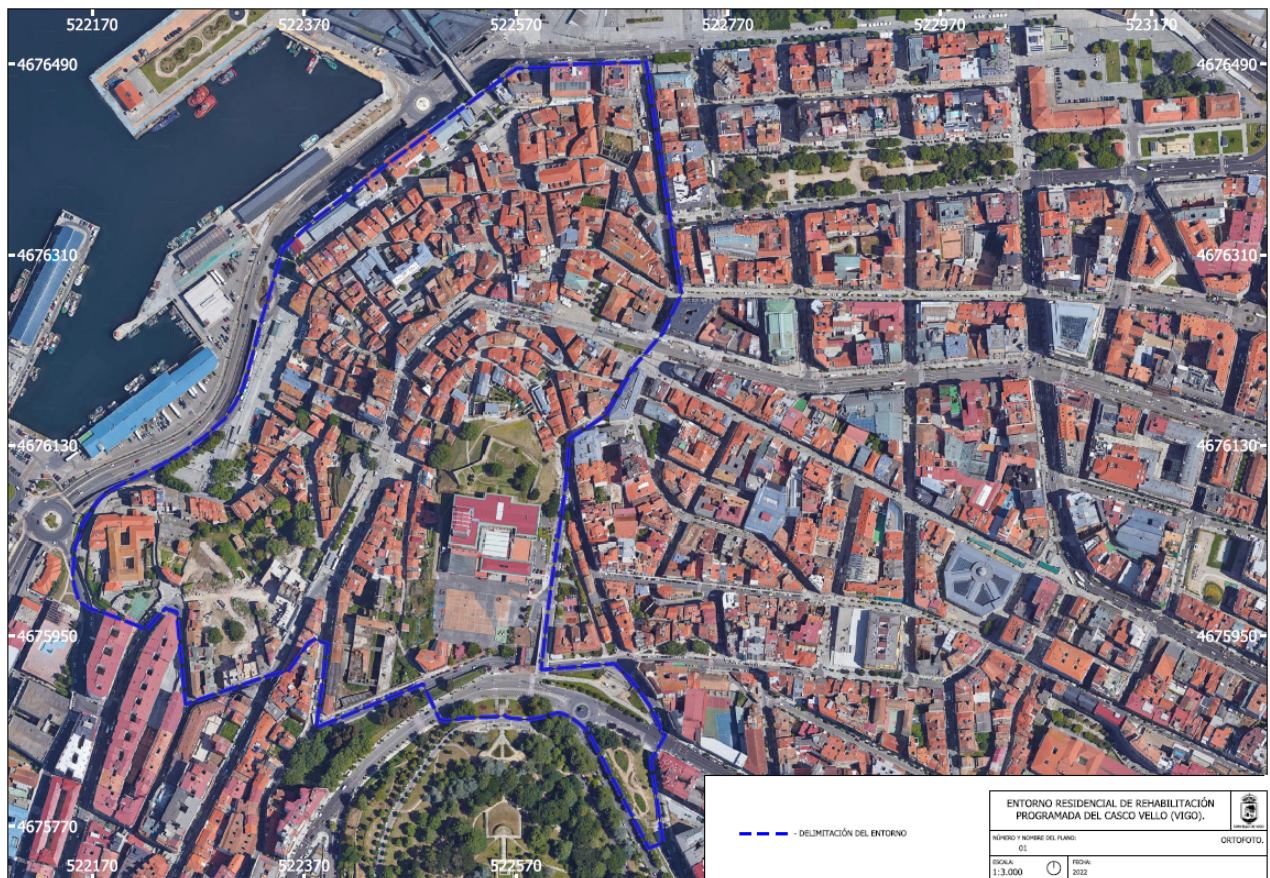 522170 522370 522570 522770 522970 523170
4676490 4676490
4676310 4676310
4676130 4676130
4675950 4675950
4675770
522170 522370 522570
- DELIMITACIÓN DEL ENTORNO
ENTORNO RESIDENCIAL DE REHABILITACIÓN
PROGRAMADA DEL CASCO VELLO (VIGO).
NÚMERO Y NOMBRE DEL PLANO:
01
ORTOFOTO.
ESCALA:
1:3.000
FECHA:
2022